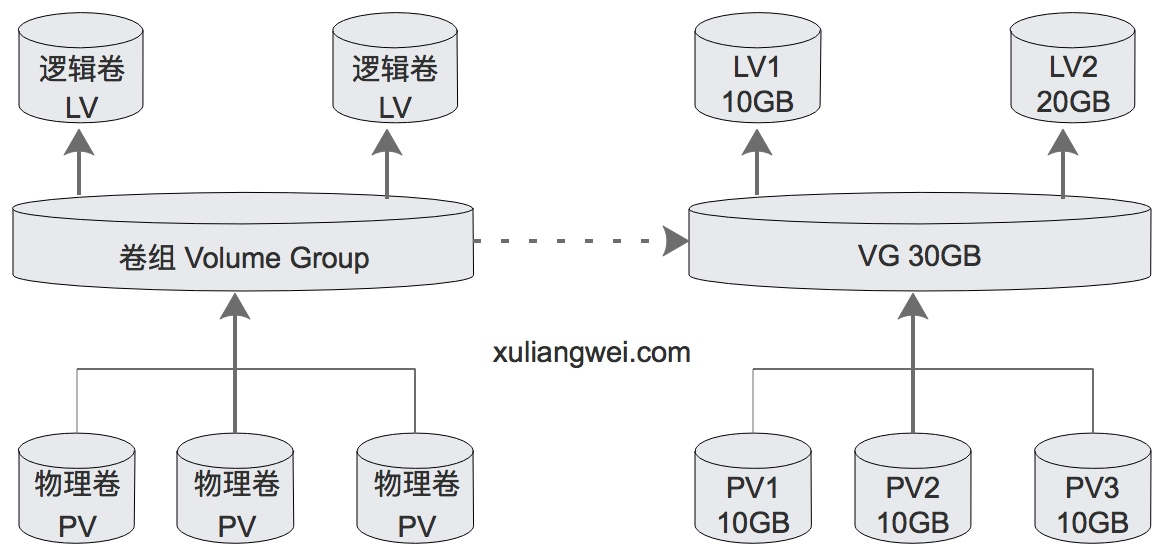 逻辑卷
LV
逻辑卷
LV
LV1
10GB
LV2
20GB
卷组 Volume Group
VG 30GB
xuliangwei.com
物理卷
PV
物理卷
PV
物理卷
PV
PV1
10GB
PV2
10GB
PV3
10GB